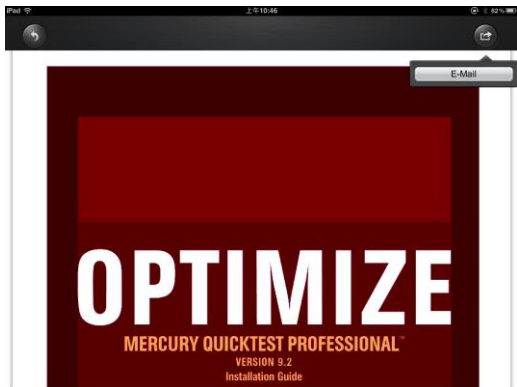 iPad 上午10:46 82%
E-Mail
OPTIMIZE
MERCURY QUICKTEST PROFESSIONAL™
VERSION 9.2
Installation Guide